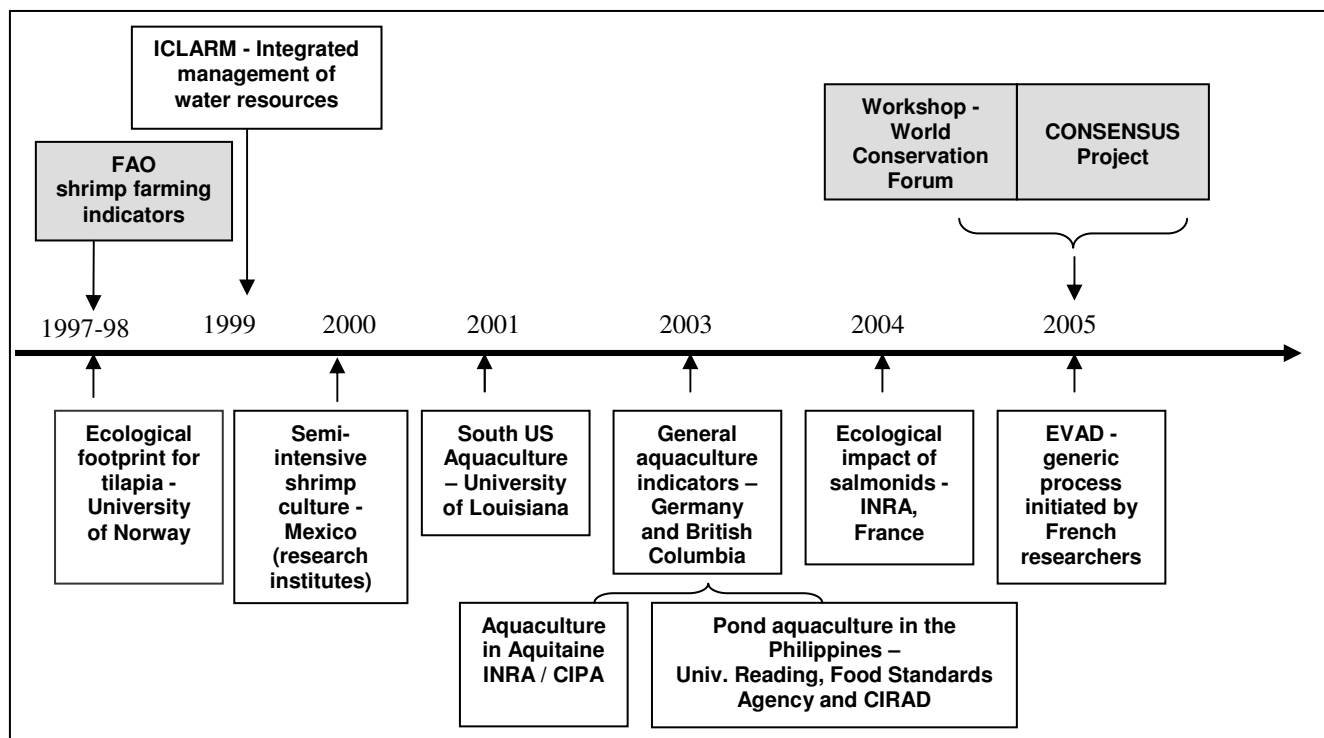 ICLARM - Integrated
management of
water resources
FAO
shrimp farming
indicators
Workshop -
World
Conservation
Forum
CONSENSUS
Project
1997-98
1999
2000
2001
2003
2004
2005
Ecological
footprint for
tilapia -
University
of Norway
Semi-
intensive
shrimp
culture -
Mexico
(research
institutes)
South US
Aquaculture
– University
of Louisiana
General
aquaculture
indicators –
Germany
and British
Columbia
Ecological
impact of
salmonids -
INRA,
France
EVAD -
generic
process
initiated by
French
researchers
Aquaculture
in Aquitaine
INRA / CIPA
Pond aquaculture in the
Philippines –
Univ. Reading, Food Standards
Agency and CIRAD